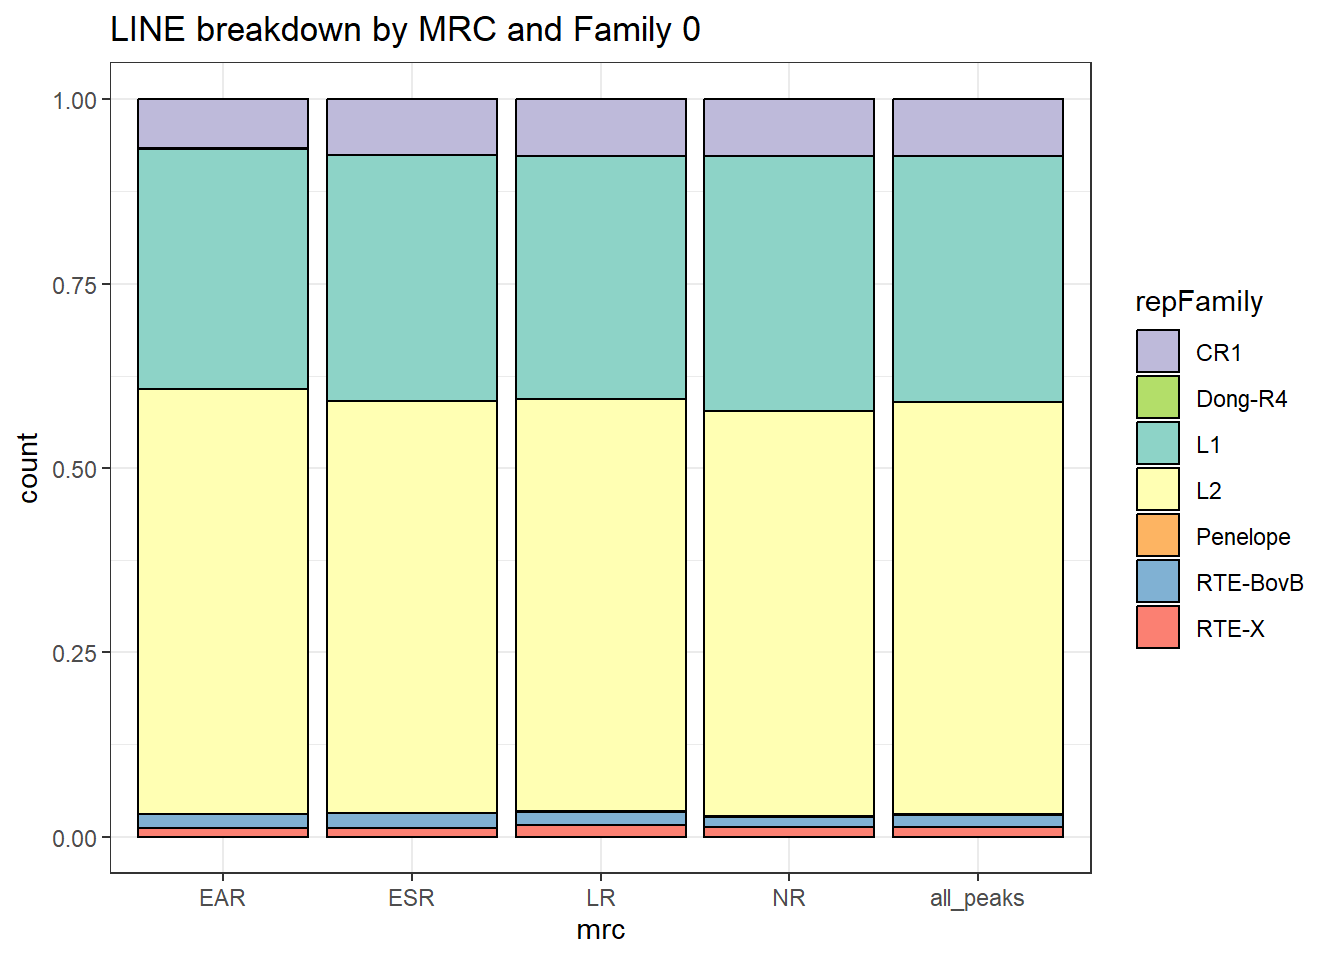 LINE breakdown by MRC and Family 0
1.00
0.75
0.50
0.25
0.00
count
EAR ESR LR NR all_peaks
mrc
repFamily
CR1
Dong-R4
L1
L2
Penelope
RTE-BovB
RTE-X